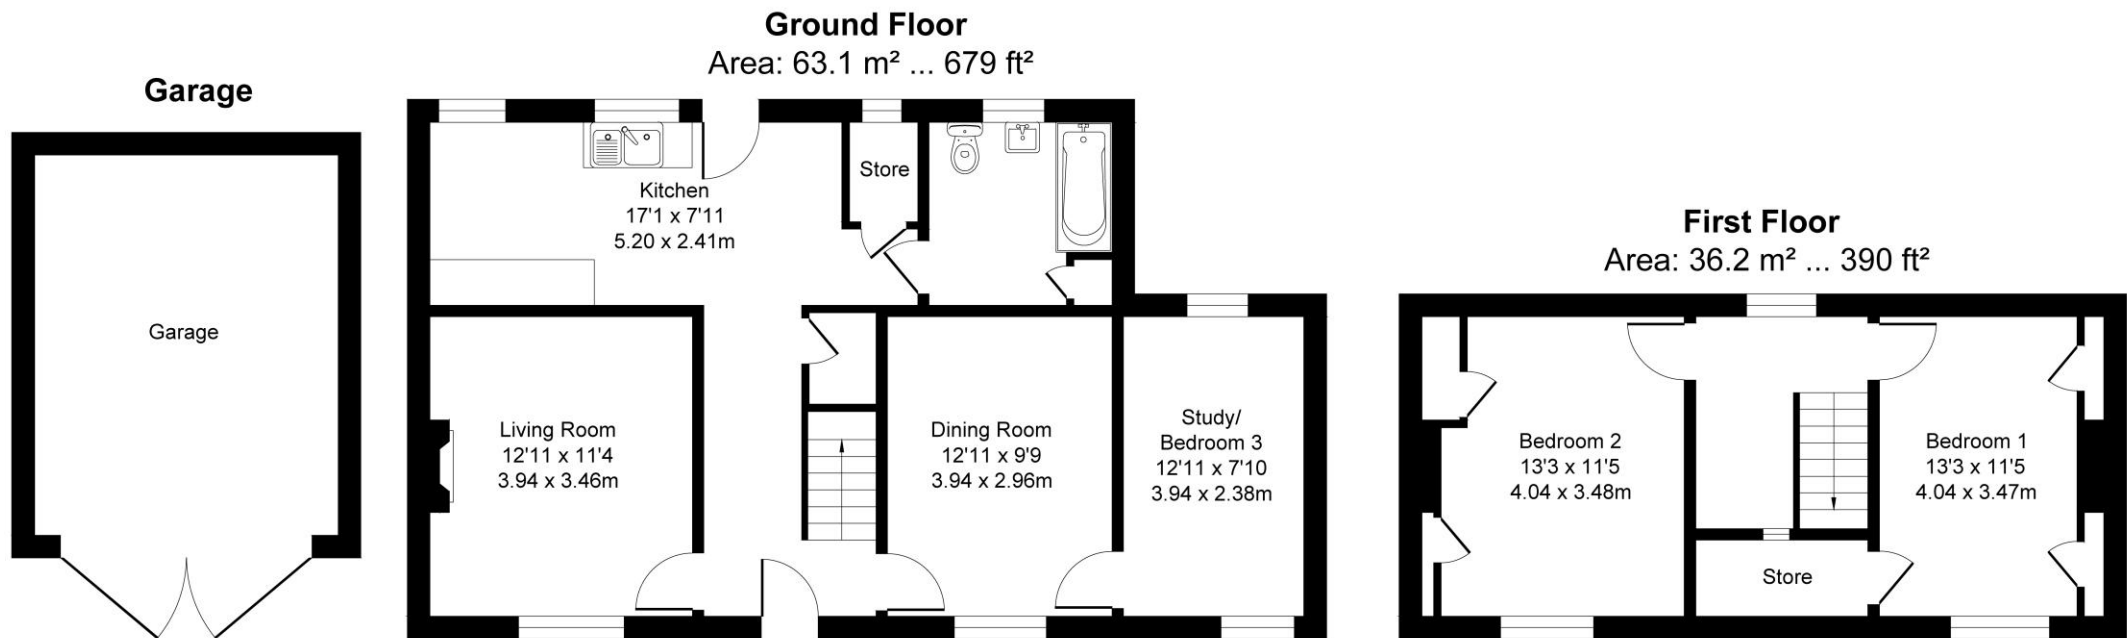 Garage
Garage
Ground Floor
Area: 63.1 m² ... 679 ft²
Kitchen
17'1 x 7'11
5.20 x 2.41m
Store
Living Room
12'11 x 11'4
3.94 x 3.46m
Dining Room
12'11 x 9'9
3.94 x 2.96m
Study/
Bedroom 3
12'11 x 7'10
3.94 x 2.38m
First Floor
Area: 36.2 m² ... 390 ft²
Bedroom 2
13'3 x 11'5
4.04 x 3.48m
Bedroom 1
13'3 x 11'5
4.04 x 3.47m
Store